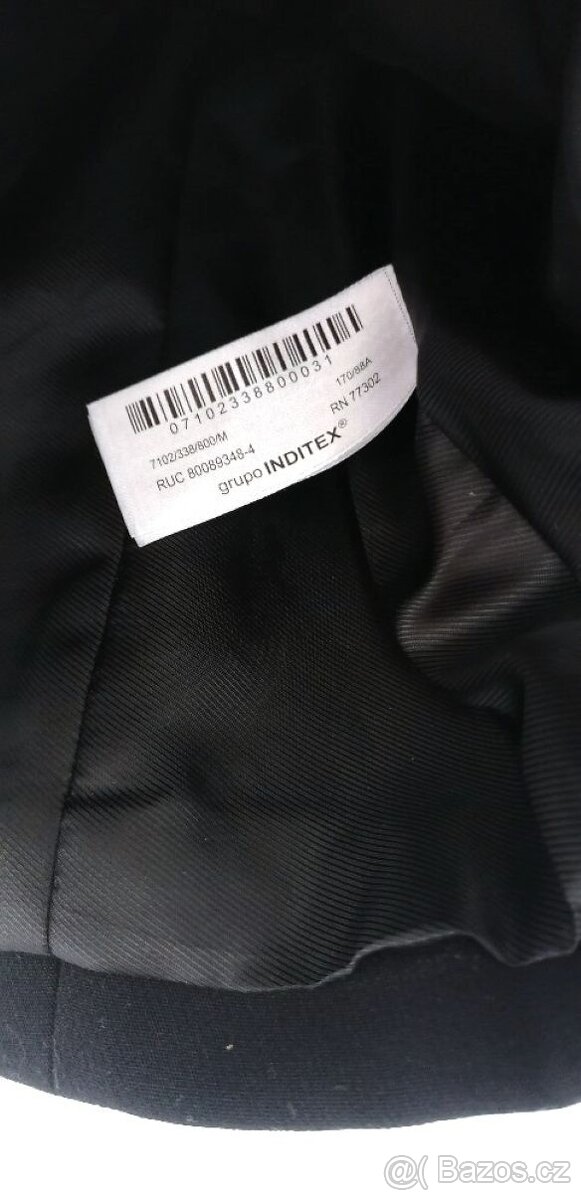 07102338800031
7102/338/800/M
170/88A
RUC 80089348-4
RN 77302
grupo INDITEX®
@( Bazos.cz